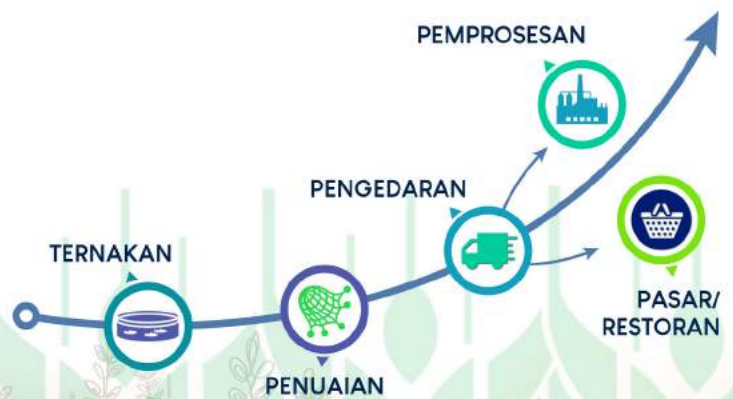 PEMPROSESAN
PENGEDARAN
TERNAKAN
PASAR/
RESTORAN
PENUAIAN